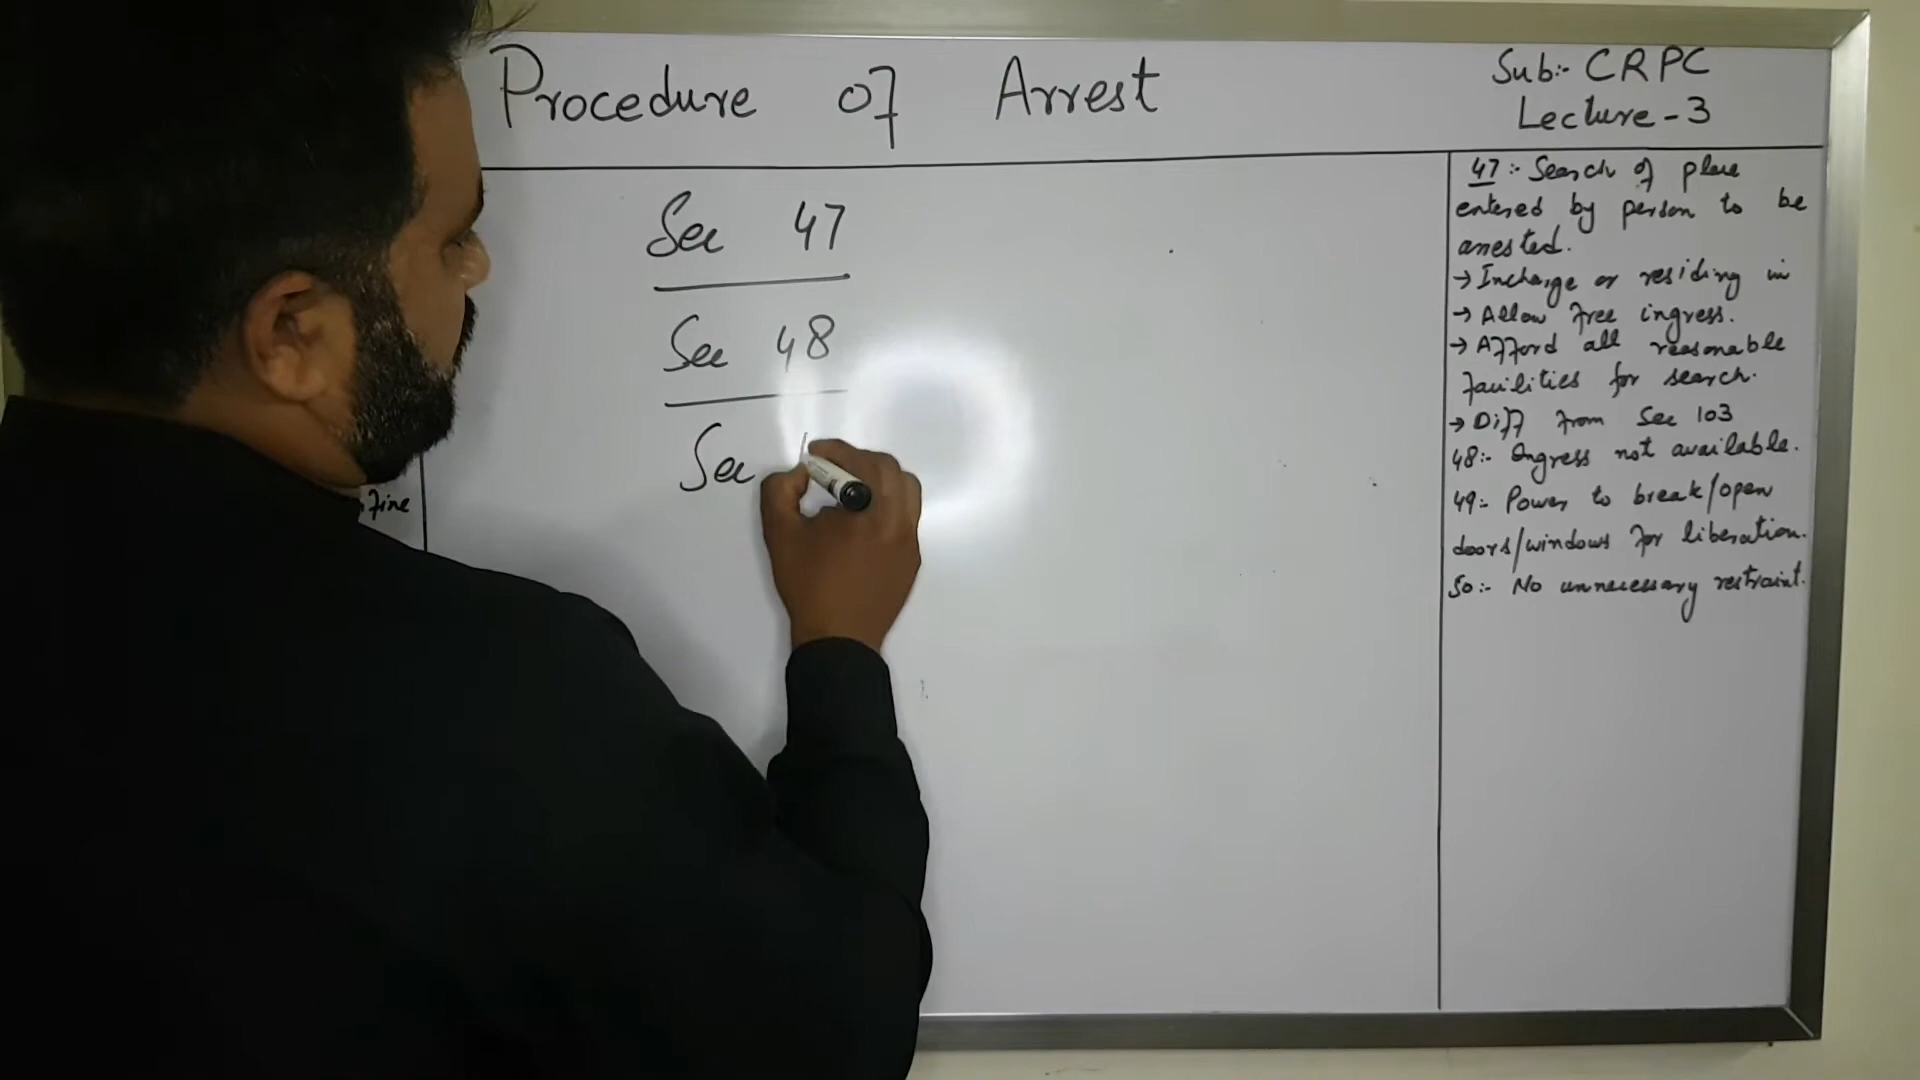 Procedure of Arrest
Sub:- CRPC
Lecture-3
Sec 47
Sec 48
Sec
Fine
47:- Search of place
entered by person to be
arrested.
→ Incharge or residing in
→ Allow free ingress.
→ Afford all reasonable
facilities for search.
→ Diff from Sec 103
48:- Ingress not available.
49:- Power to break/open
doors/windows for liberation.
50:- No unnecessary restraint.